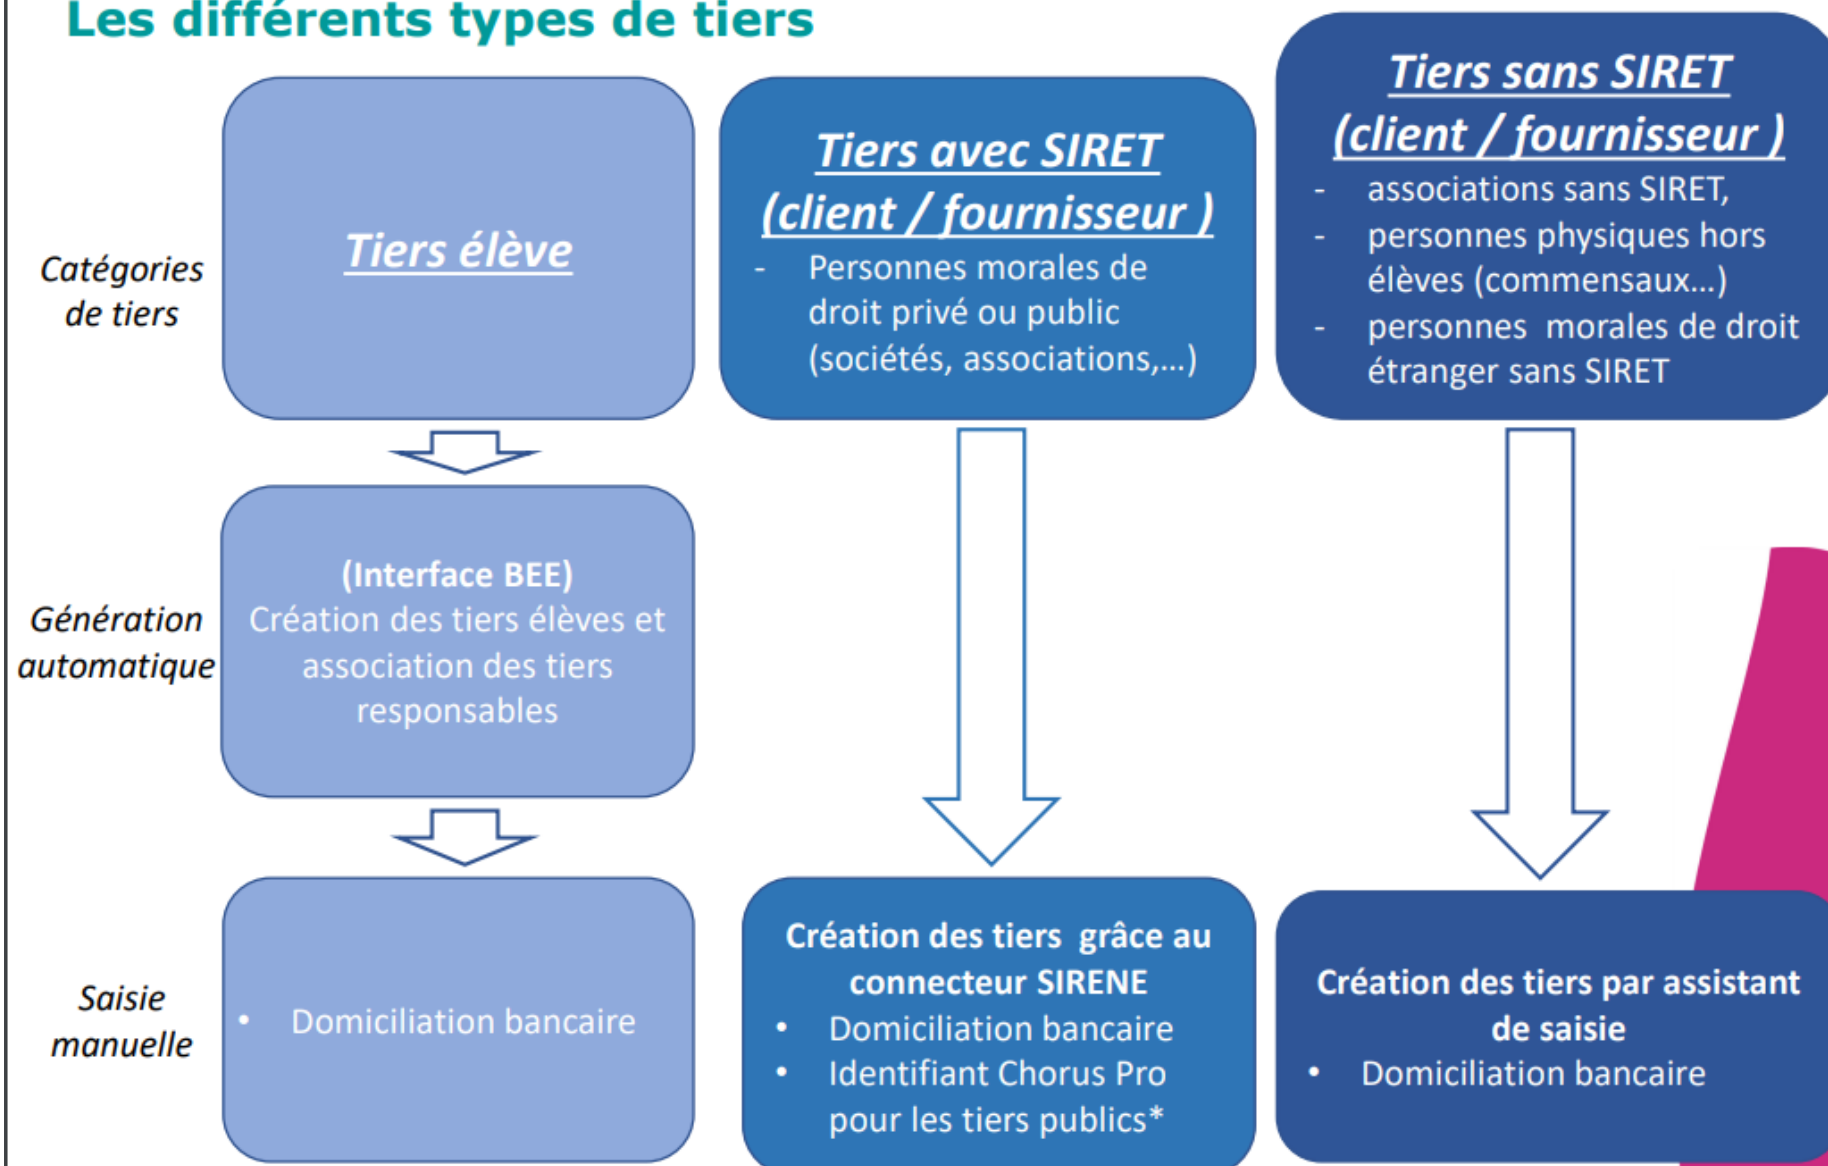 Les différents types de tiers
Catégories
de tiers
Tiers élève
Tiers avec SIRET
(client / fournisseur )
- Personnes morales de
droit privé ou public
(sociétés, associations,...)
Tiers sans SIRET
(client / fournisseur )
- associations sans SIRET,
- personnes physiques hors
élèves (commensaux...)
- personnes  morales de droit
étranger sans SIRET
Génération
automatique
(Interface BEE)
Création des tiers élèves et
association des tiers
responsables
Saisie
manuelle
• Domiciliation bancaire
Création des tiers  grâce au
connecteur SIRENE
• Domiciliation bancaire
• Identifiant Chorus Pro
pour les tiers publics*
Création des tiers par assistant
de saisie
• Domiciliation bancaire